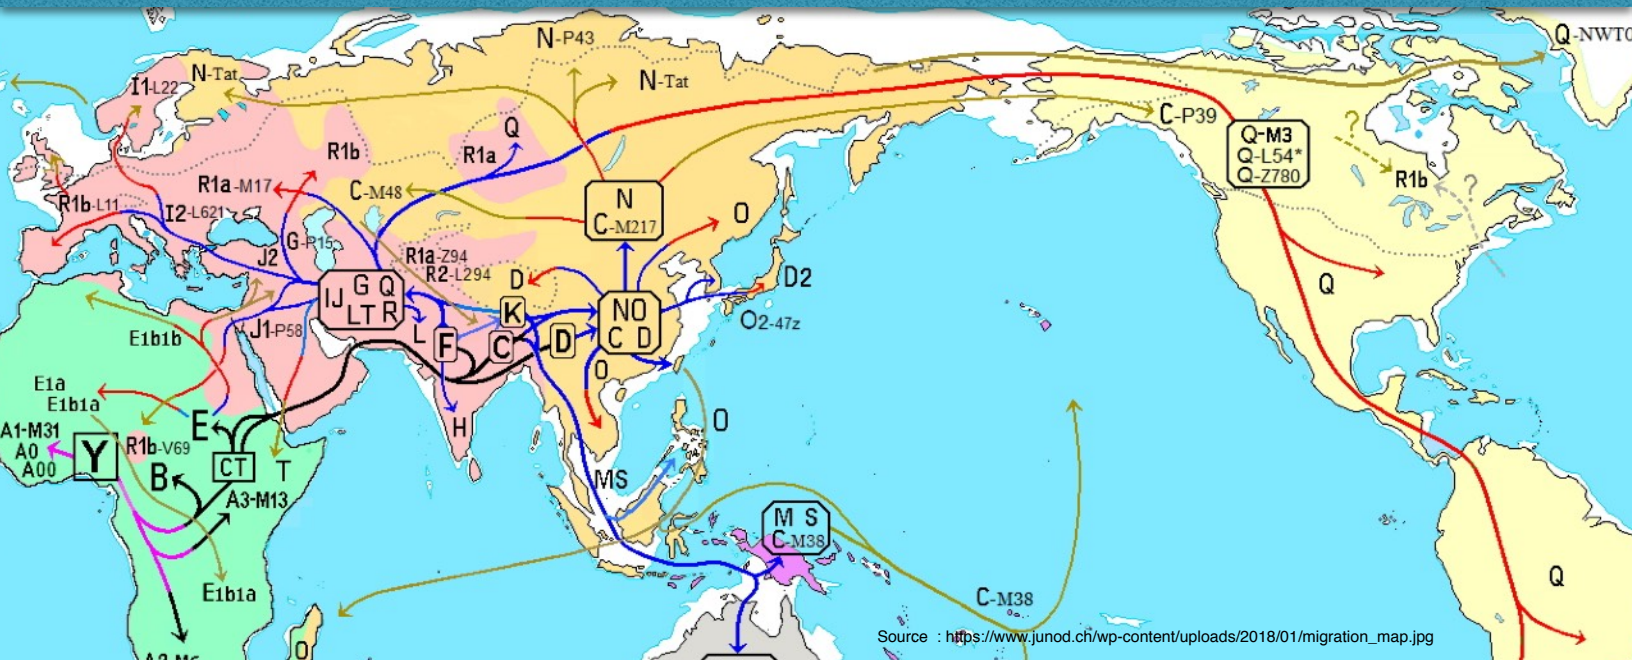 Q-NWT0
N-P43
N-Tat
I1-L22
N-Tat
C-P39
Q-M3
Q-L54*
Q-Z780
?
R1b
?
Q
R1b
R1a
R1a-M17
C-M48
N
C-M217
R1b-L11
I2-L621
O
G-P15
J2
R1a-Z94
R2-L294
D
D2
G Q
IJ
LT R
K
NO
C D
O2-47z
Q
J1-P58
E1b1b
L
F
C
D
O
E1a
E1b1a
E
H
O
A1-M31
A0
A00
Y
R1b-V69
B
CT
T
A3-M13
MS
M S
C-M38
E1b1a
Q
C-M38
Source : https://www.junod.ch/wp-content/uploads/2018/01/migration_map.jpg
O